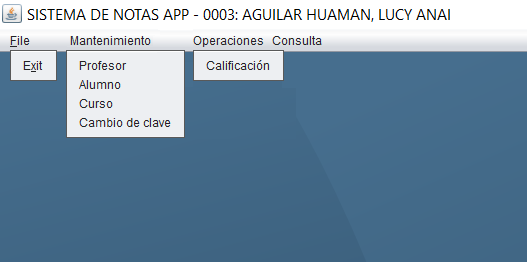 SISTEMA DE NOTAS APP - 0003: AGUILAR HUAMAN, LUCY ANAI
File Mantenimiento Operaciones Consulta
Exit
Profesor
Alumno
Curso
Cambio de clave
Calificación